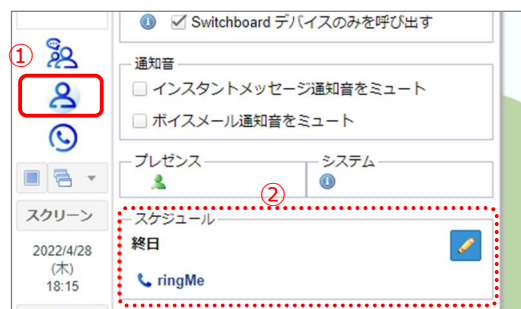 Switchboard デバイスのみを呼び出す
①
通知音
インスタントメッセージ通知音をミュート
ボイスメール通知音をミュート
プレゼンス
システム
②
スクリーン
スケジュール
終日
2022/4/28
(木)
18:15
ringMe